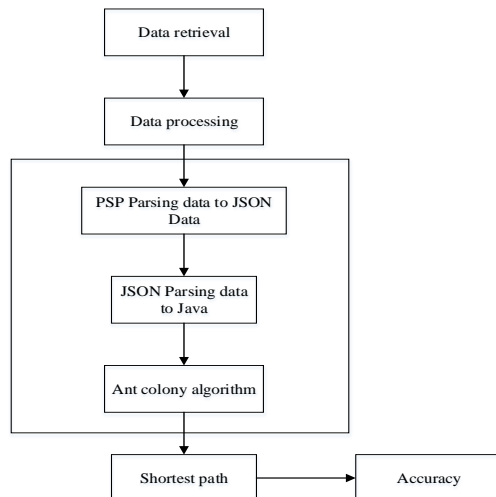 Data retrieval
Data processing
PSP Parsing data to JSON
Data
JSON Parsing data
to Java
Ant colony algorithm
Shortest path
Accuracy